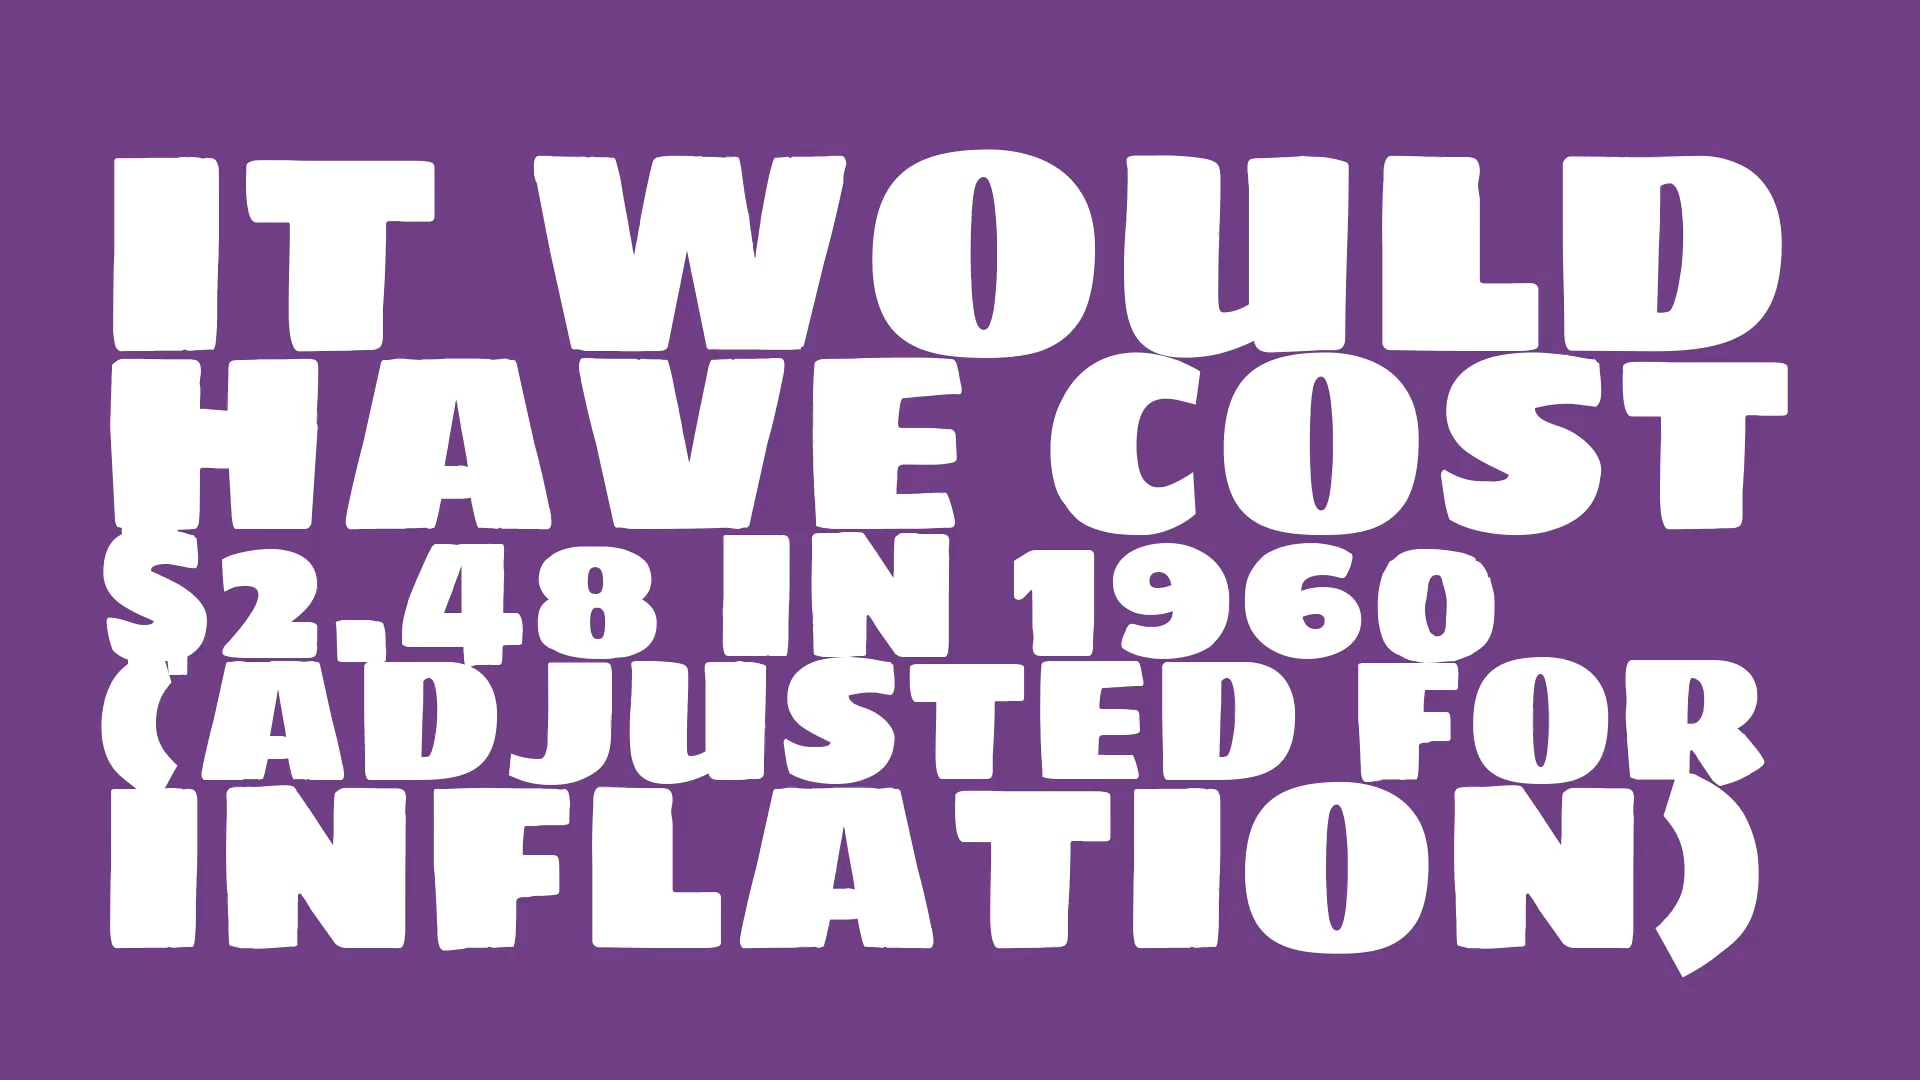 IT WOULD
HAVE COST
$2.48 IN 1960
(ADJUSTED FOR
INFLATION)